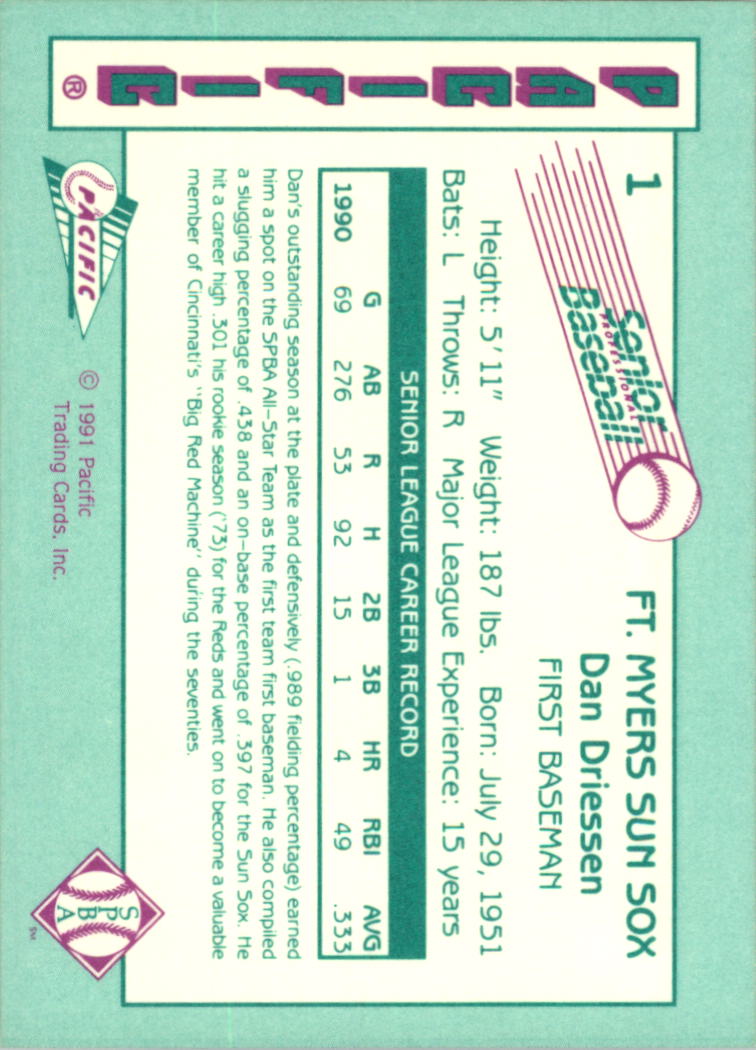 PACIFIC ®
1
Senior
PROFESSIONAL
Baseball
FT. MYERS SUN SOX
Dan Driessen
FIRST BASEMAN
Height: 5'11" Weight: 187 lbs. Born: July 29, 1951
Bats: L Throws: R Major League Experience: 15 years
SENIOR LEAGUE CAREER RECORD
G AB R H 2B 3B HR RBI AVG
1990 69 276 53 92 15 1 4 49 .333
Dan's outstanding season at the plate and defensively (.989 fielding percentage) earned
him a spot on the SPBA All-Star Team as the first team first baseman. He also compiled
a slugging percentage of .438 and an on-base percentage of .397 for the Sun Sox. He
hit a career high .301 his rookie season ('73) for the Reds and went on to become a valuable
member of Cincinnati's "Big Red Machine" during the seventies.
PACIFIC
© 1991 Pacific
Trading Cards, Inc.
S
P
B
A
SM